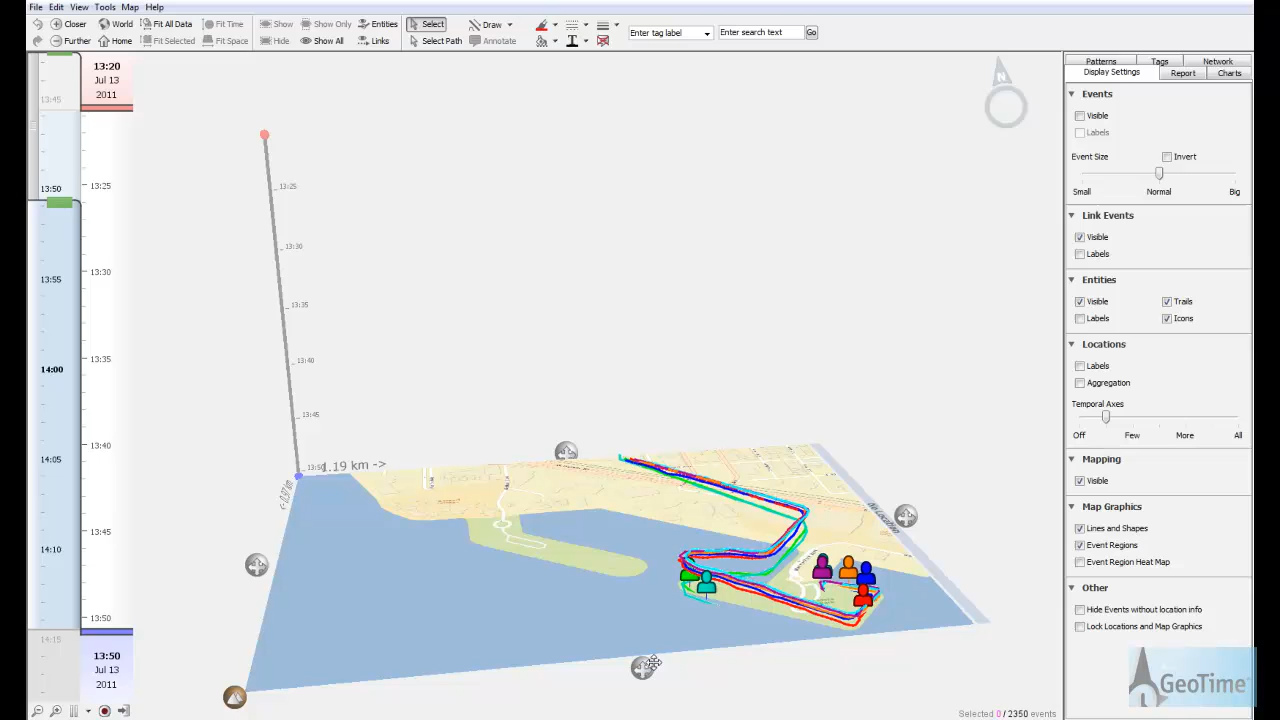 File Edit View Tools Map Help
Closer World Fit All Data Fit Time Show Show Only Entities Select Draw
Further Home Fit Selected Fit Space Hide Show All Links Select Path Annotate
Enter tag label Enter search text Go
13:20
Jul 13
2011
13:45
13:50
13:55
14:00
14:05
14:10
14:15
13:25
13:30
13:35
13:40
13:45
13:50
13:50
Jul 13
2011
13:25
13:30
13:35
13:40
13:45
13:50
1.19 km ->
N
No Location
Selected 0 / 2350 events
Patterns Tags Network
Display Settings Report Charts
Events
Visible
Labels
Event Size Invert
Small Normal Big
Link Events
Visible
Labels
Entities
Visible Trails
Labels Icons
Locations
Labels
Aggregation
Temporal Axes
Off Few More All
Mapping
Visible
Map Graphics
Lines and Shapes
Event Regions
Event Region Heat Map
Other
Hide Events without location info
Lock Locations and Map Graphics
GeoTime